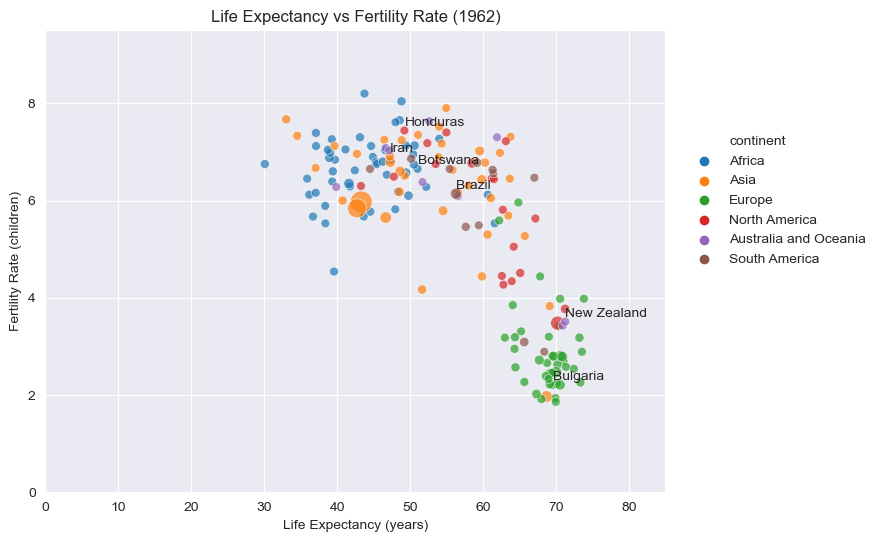 Life Expectancy vs Fertility Rate (1962)
8
6
4
2
0
Fertility Rate (children)
Honduras
Iran
Botswana
Brazil
New Zealand
Bulgaria
0 10 20 30 40 50 60 70 80
Life Expectancy (years)
continent
Africa
Asia
Europe
North America
Australia and Oceania
South America